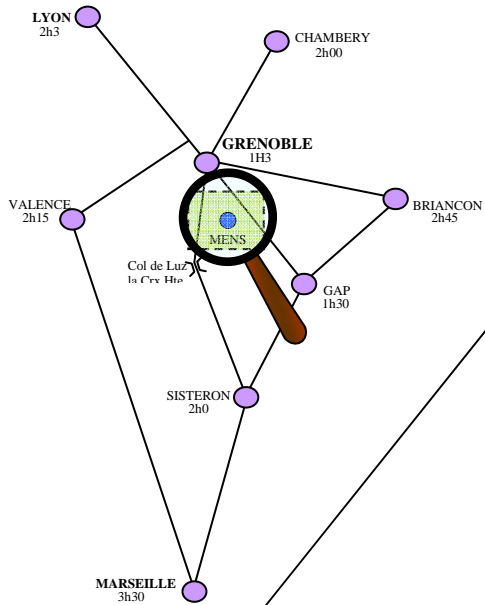 LYON
2h3
CHAMBERY
2h00
GRENOBLE
1H3
VALENCE
2h15
BRIANCON
2h45
MENS
Col de Luz
la Crx Hte
GAP
1h30
SISTERON
2h0
MARSEILLE
3h30